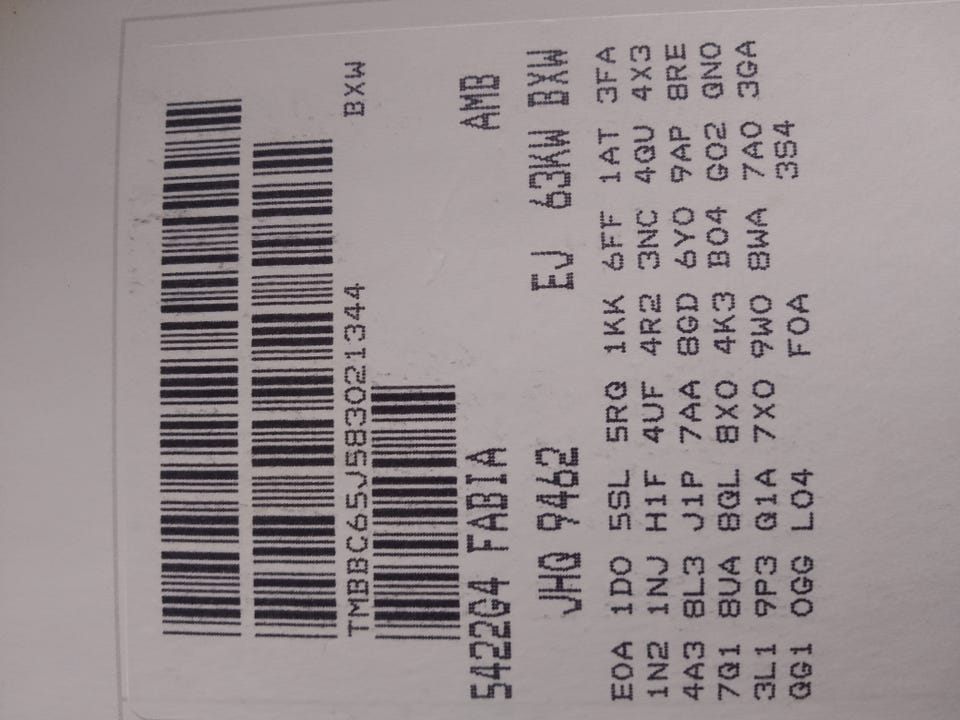 TMBBC65J583021344 BXW
5422G4 FABIA AMB
JHQ 9462 EJ 63KW BXW
E0A 1D0 5SL 5RQ 1KK 6FF 1AT 3FA
1N2 1NJ H1F 4UF 4R2 3NC 4QU 4X3
4A3 8L3 J1P 7AA 8GD 6Y0 9AP 8RE
7Q1 8UA 8QL 8X0 4K3 B04 G02 QN0
3L1 9P3 Q1A 7X0 9W0 8WA 7A0 3GA
QG1 0GG L04 F0A 3S4